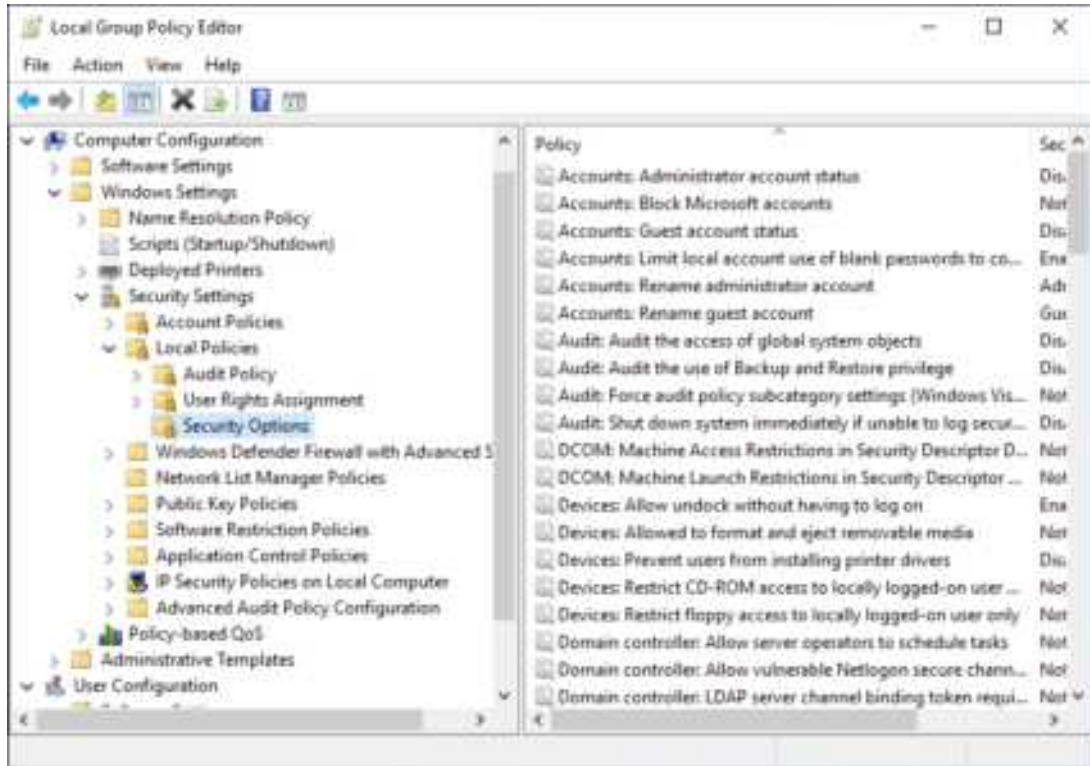 Local Group Policy Editor
File Action View Help
Computer Configuration
Software Settings
Windows Settings
Name Resolution Policy
Scripts (Startup/Shutdown)
Deployed Printers
Security Settings
Account Policies
Local Policies
Audit Policy
User Rights Assignment
Security Options
Windows Defender Firewall with Advanced S
Network List Manager Policies
Public Key Policies
Software Restriction Policies
Application Control Policies
IP Security Policies on Local Computer
Advanced Audit Policy Configuration
Policy-based QoS
Administrative Templates
User Configuration
Policy Sec
Accounts: Administrator account status Dis
Accounts: Block Microsoft accounts Not
Accounts: Guest account status Dis
Accounts: Limit local account use of blank passwords to co... Ena
Accounts: Rename administrator account Adr
Accounts: Rename guest account Gue
Audit: Audit the access of global system objects Dis
Audit: Audit the use of Backup and Restore privilege Dis
Audit: Force audit policy subcategory settings (Windows Vis... Not
Audit: Shut down system immediately if unable to log secur... Dis
DCOM: Machine Access Restrictions in Security Descriptor D... Not
DCOM: Machine Launch Restrictions in Security Descriptor ... Not
Devices: Allow undock without having to log on Ena
Devices: Allowed to format and eject removable media Not
Devices: Prevent users from installing printer drivers Dis
Devices: Restrict CD-ROM access to locally logged-on user ... Not
Devices: Restrict floppy access to locally logged-on user only Not
Domain controller: Allow server operators to schedule tasks Not
Domain controller: Allow vulnerable Netlogon secure chann... Not
Domain controller: LDAP server channel binding token requi... Not